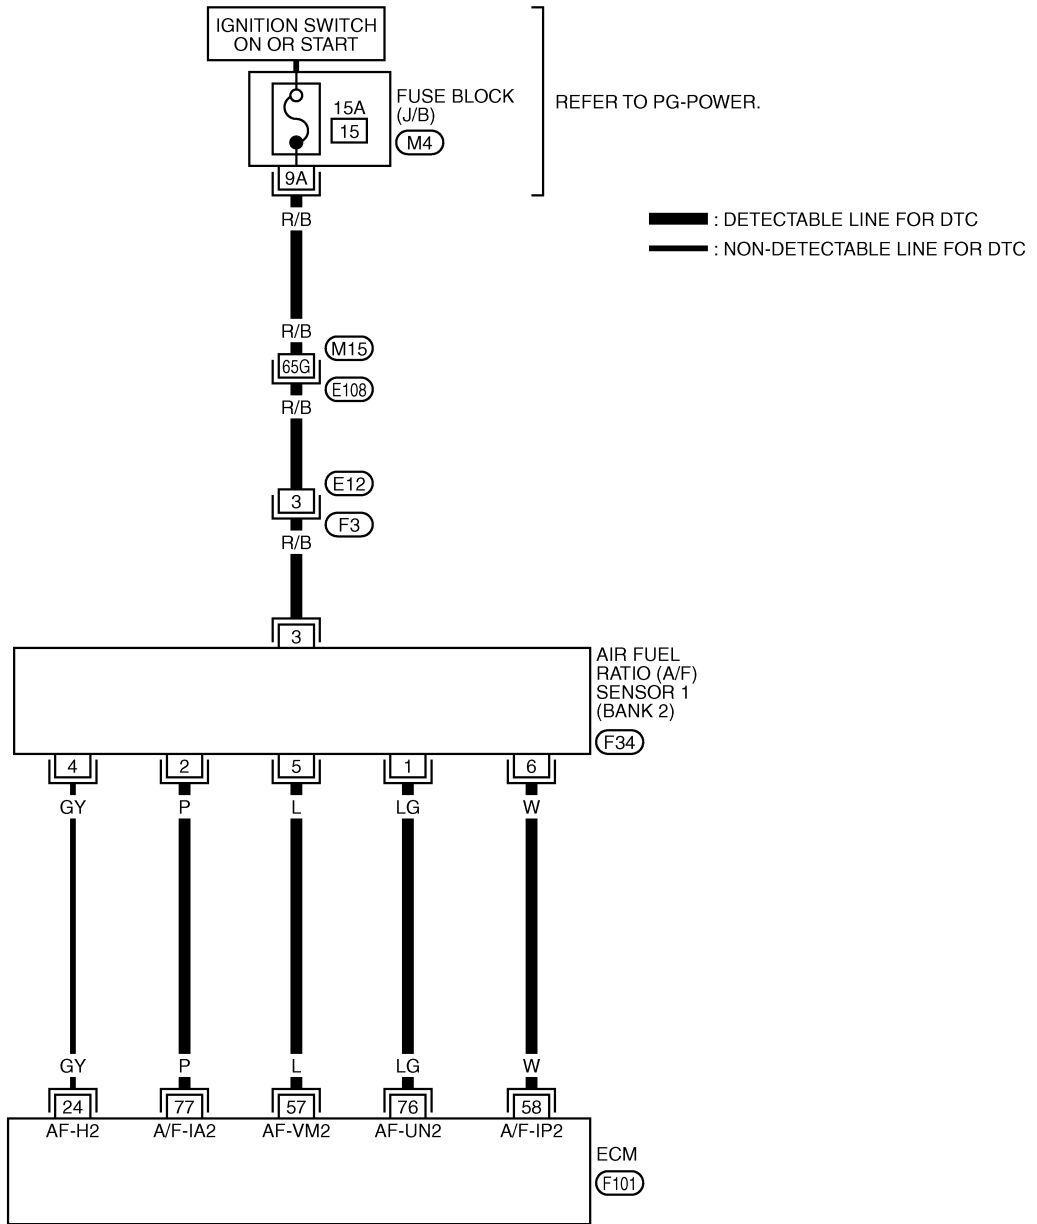 IGNITION SWITCH
ON OR START
FUSE BLOCK
(J/B)
M4
15A
15
9A
REFER TO PG-POWER.
R/B
: DETECTABLE LINE FOR DTC
: NON-DETECTABLE LINE FOR DTC
R/B
M15
65G
E108
R/B
E12
3
F3
R/B
3
AIR FUEL
RATIO (A/F)
SENSOR 1
(BANK 2)
F34
4 2 5 1 6
GY P L LG W
GY P L LG W
24 77 57 76 58
AF-H2 A/F-IA2 AF-VM2 AF-UN2 A/F-IP2
ECM
F101